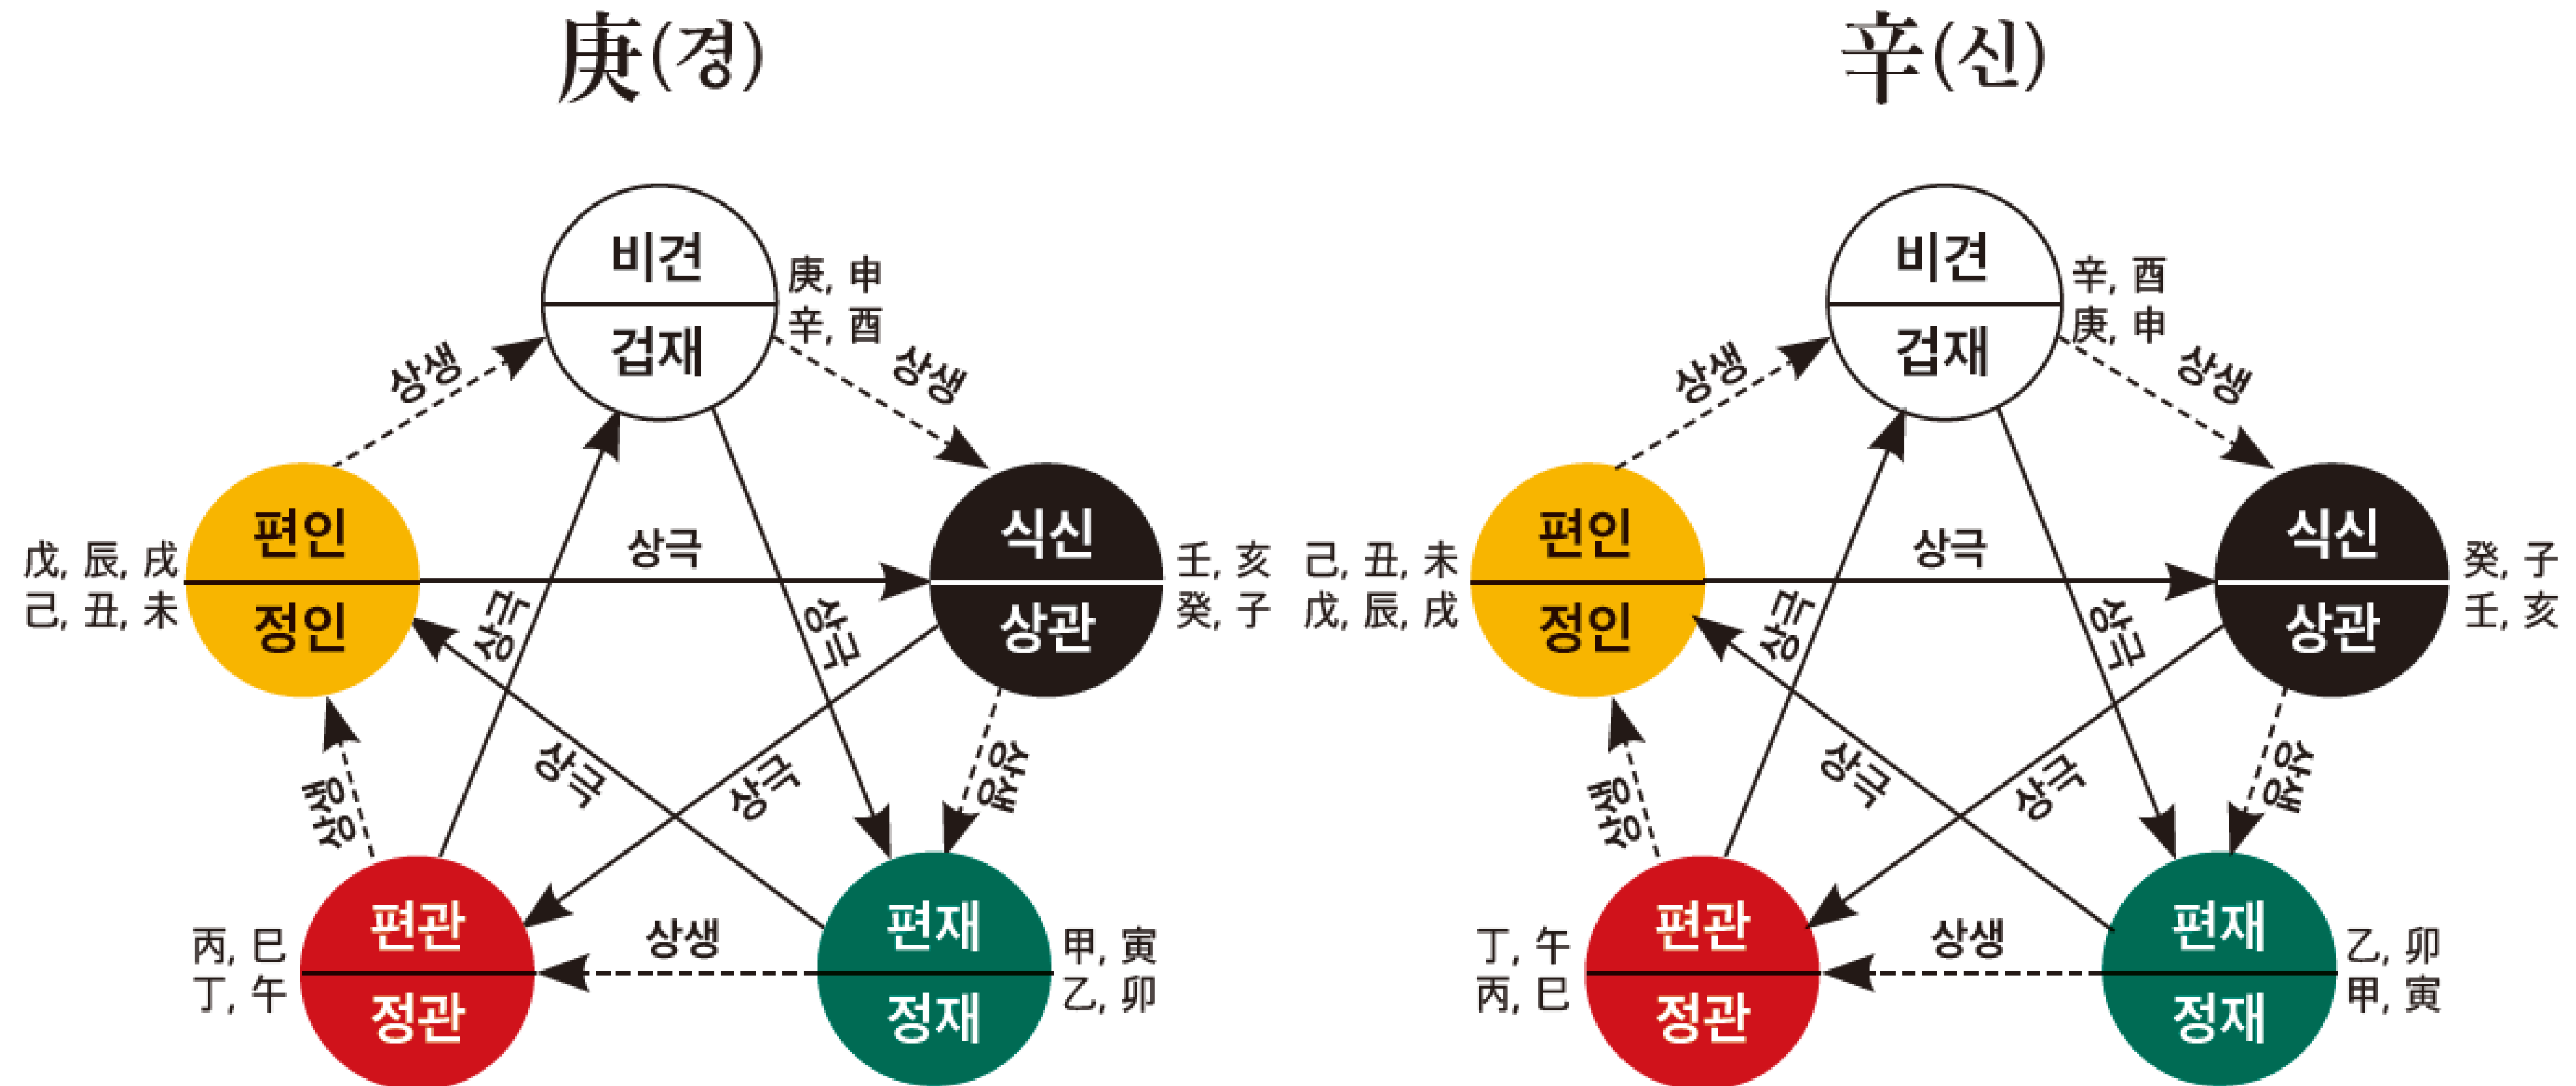 庚(경)
비견
겁재
庚, 申
辛, 酉
상생
상생
편인
정인
戊, 辰, 戌
己, 丑, 未
상극
식신
상관
壬, 亥
癸, 子
상극
상극
상생
상극
상극
상생
편관
정관
丙, 巳
丁, 午
상생
편재
정재
甲, 寅
乙, 卯
辛(신)
비견
겁재
辛, 酉
庚, 申
상생
상생
편인
정인
己, 丑, 未
戊, 辰, 戌
상극
식신
상관
癸, 子
壬, 亥
상극
상극
상생
상극
상극
상생
편관
정관
丁, 午
丙, 巳
상생
편재
정재
乙, 卯
甲, 寅